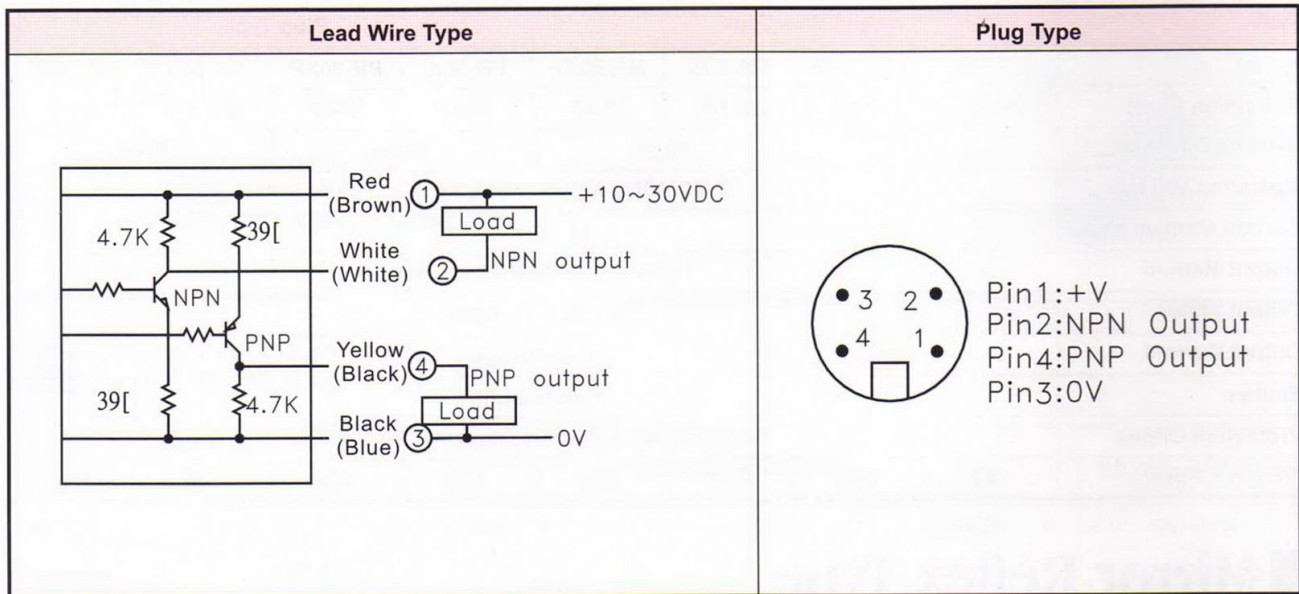 Lead Wire Type
Plug Type
Red
(Brown) ①
+10~30VDC
Load
4.7K
39[
White
(White) ②
NPN output
NPN
PNP
Yellow
(Black) ④
PNP output
39[
4.7K
Load
Black
(Blue) ③
0V
3 2
4 1
Pin1:+V
Pin2:NPN Output
Pin4:PNP Output
Pin3:0V